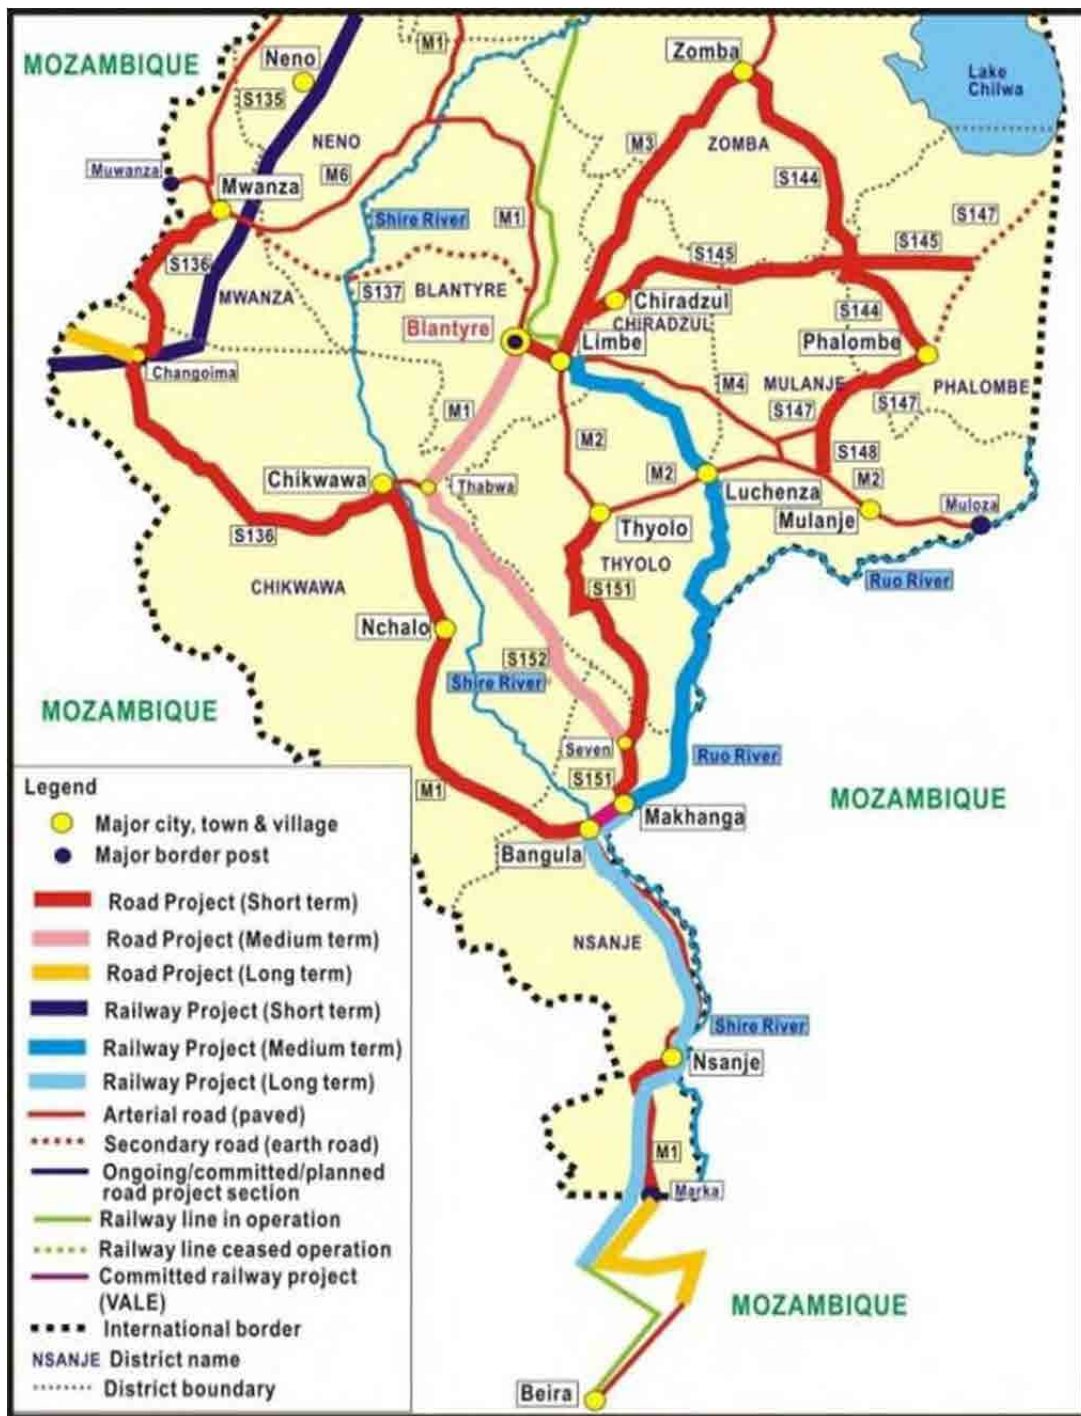 MOZAMBIQUE
Neno
M1
Zomba
Lake
Chilwa
S135
NENO
M3
ZOMBA
Muwanza
Mwanza
M6
S144
Shire River
M1
S147
S145
S145
S136
MWANZA
S137
BLANTYRE
Chiradzul
CHIRADZUL
S144
Blantyre
Limbe
Phalombe
Changoima
M4
MULANJE
PHALOMBE
M1
S147
S147
M2
S148
Chikwawa
Thabwa
M2
M2
Luchenza
Muloza
S136
Thyolo
Mulanje
THYOLO
CHIKWAWA
S151
Ruo River
Nchalo
S152
Shire River
MOZAMBIQUE
Seven
Ruo River
S151
M1
MOZAMBIQUE
Makhanga
Bangula
NSANJE
Shire River
Nsanje
M1
Marka
MOZAMBIQUE
Beira
Legend
Major city, town & village
Major border post
Road Project (Short term)
Road Project (Medium term)
Road Project (Long term)
Railway Project (Short term)
Railway Project (Medium term)
Railway Project (Long term)
Arterial road (paved)
Secondary road (earth road)
Ongoing/committed/planned
road project section
Railway line in operation
Railway line ceased operation
Committed railway project
(VALE)
International border
NSANJE District name
District boundary